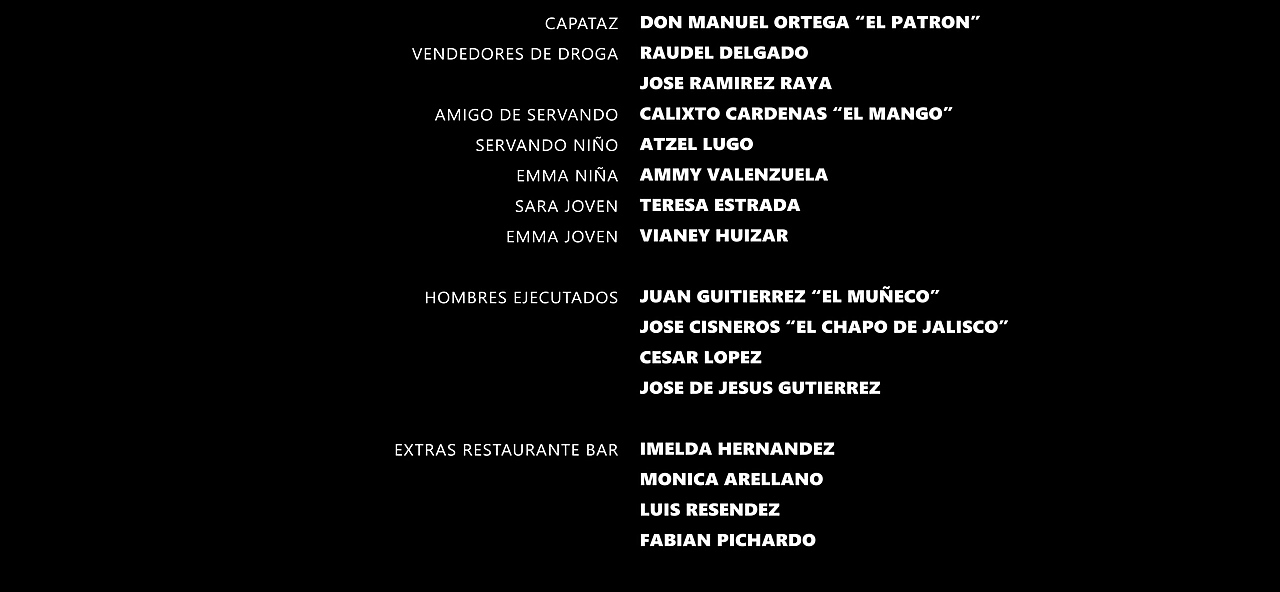 CAPATAZ DON MANUEL ORTEGA “EL PATRON”
VENDEDORES DE DROGA RAUDEL DELGADO
JOSE RAMIREZ RAYA
AMIGO DE SERVANDO CALIXTO CARDENAS “EL MANGO”
SERVANDO NIÑO ATZEL LUGO
EMMA NIÑA AMMY VALENZUELA
SARA JOVEN TERESA ESTRADA
EMMA JOVEN VIANEY HUIZAR
HOMBRES EJECUTADOS JUAN GUITIERREZ “EL MUÑECO”
JOSE CISNEROS “EL CHAPO DE JALISCO”
CESAR LOPEZ
JOSE DE JESUS GUTIERREZ
EXTRAS RESTAURANTE BAR IMELDA HERNANDEZ
MONICA ARELLANO
LUIS RESENDEZ
FABIAN PICHARDO